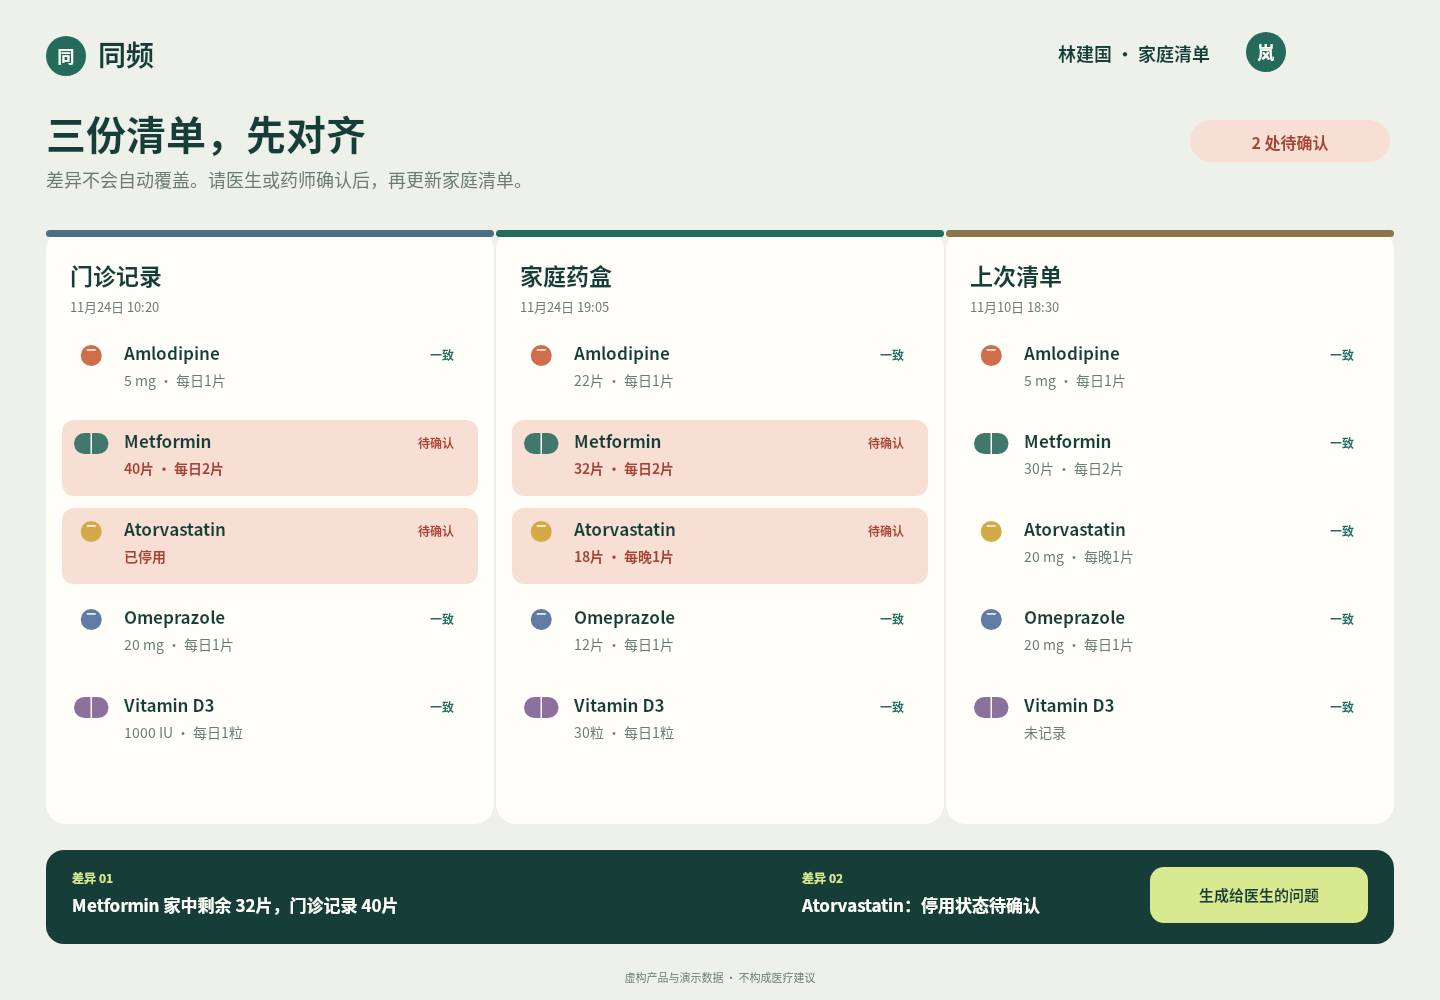 同 同频
林建国 · 家庭清单 岚
三份清单，先对齐
2 处待确认
差异不会自动覆盖。请医生或药师确认后，再更新家庭清单。
门诊记录
11月24日 10:20
Amlodipine 一致
5 mg · 每日1片
Metformin 待确认
40片 · 每日2片
Atorvastatin 待确认
已停用
Omeprazole 一致
20 mg · 每日1片
Vitamin D3 一致
1000 IU · 每日1粒
家庭药盒
11月24日 19:05
Amlodipine 一致
22片 · 每日1片
Metformin 待确认
32片 · 每日2片
Atorvastatin 待确认
18片 · 每晚1片
Omeprazole 一致
12片 · 每日1片
Vitamin D3 一致
30粒 · 每日1粒
上次清单
11月10日 18:30
Amlodipine 一致
5 mg · 每日1片
Metformin 一致
30片 · 每日2片
Atorvastatin 一致
20 mg · 每晚1片
Omeprazole 一致
20 mg · 每日1片
Vitamin D3 一致
未记录
差异 01
Metformin 家中剩余 32片，门诊记录 40片
差异 02
Atorvastatin：停用状态待确认
生成给医生的问题
虚构产品与演示数据 · 不构成医疗建议